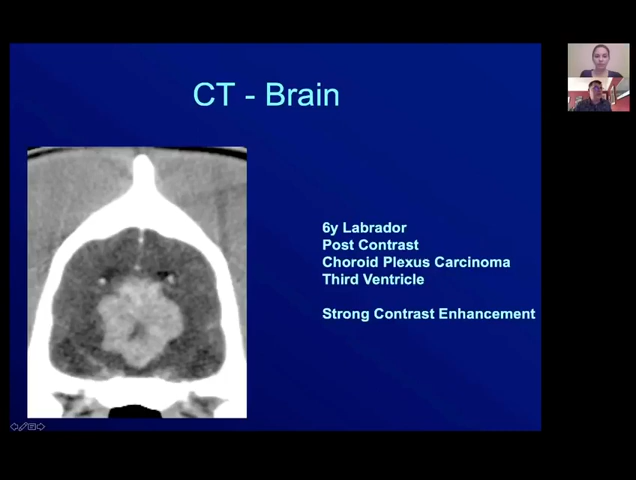 CT - Brain
6y Labrador
Post Contrast
Choroid Plexus Carcinoma
Third Ventricle
Strong Contrast Enhancement